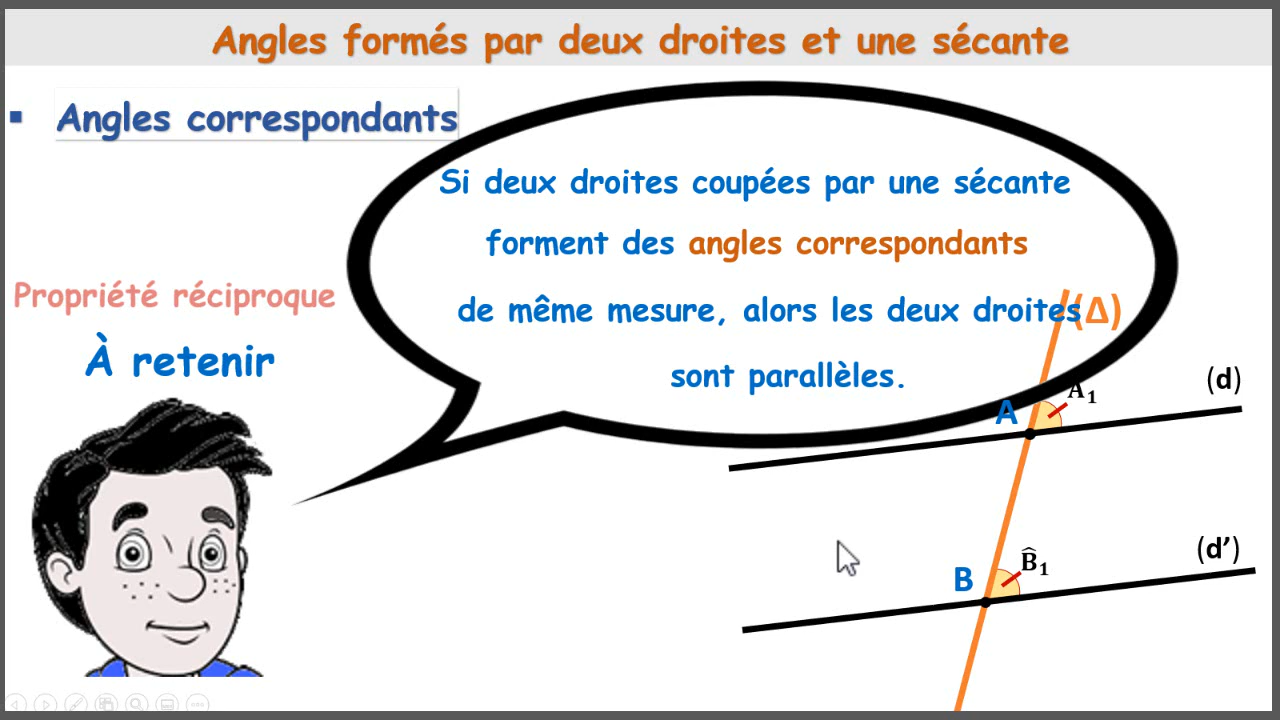 Angles formés par deux droites et une sécante
▪ Angles correspondants
Si deux droites coupées par une sécante
forment des angles correspondants
de même mesure, alors les deux droites
sont parallèles.
Propriété réciproque
À retenir
(Δ)
(d)
A₁
A
(d’)
B̂₁
B